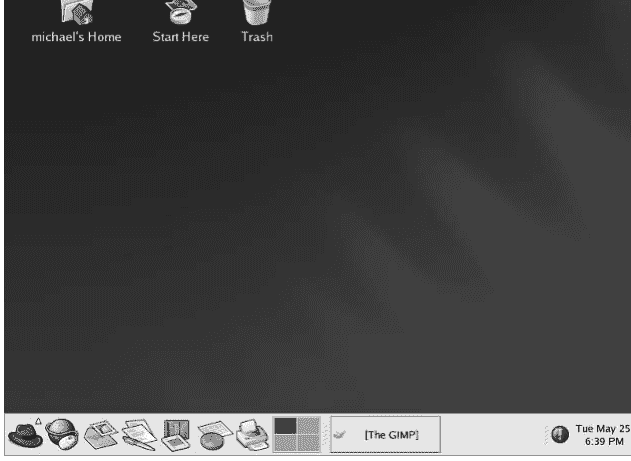 michael's Home
Start Here
Trash
[The GIMP]
Tue May 25
6:39 PM